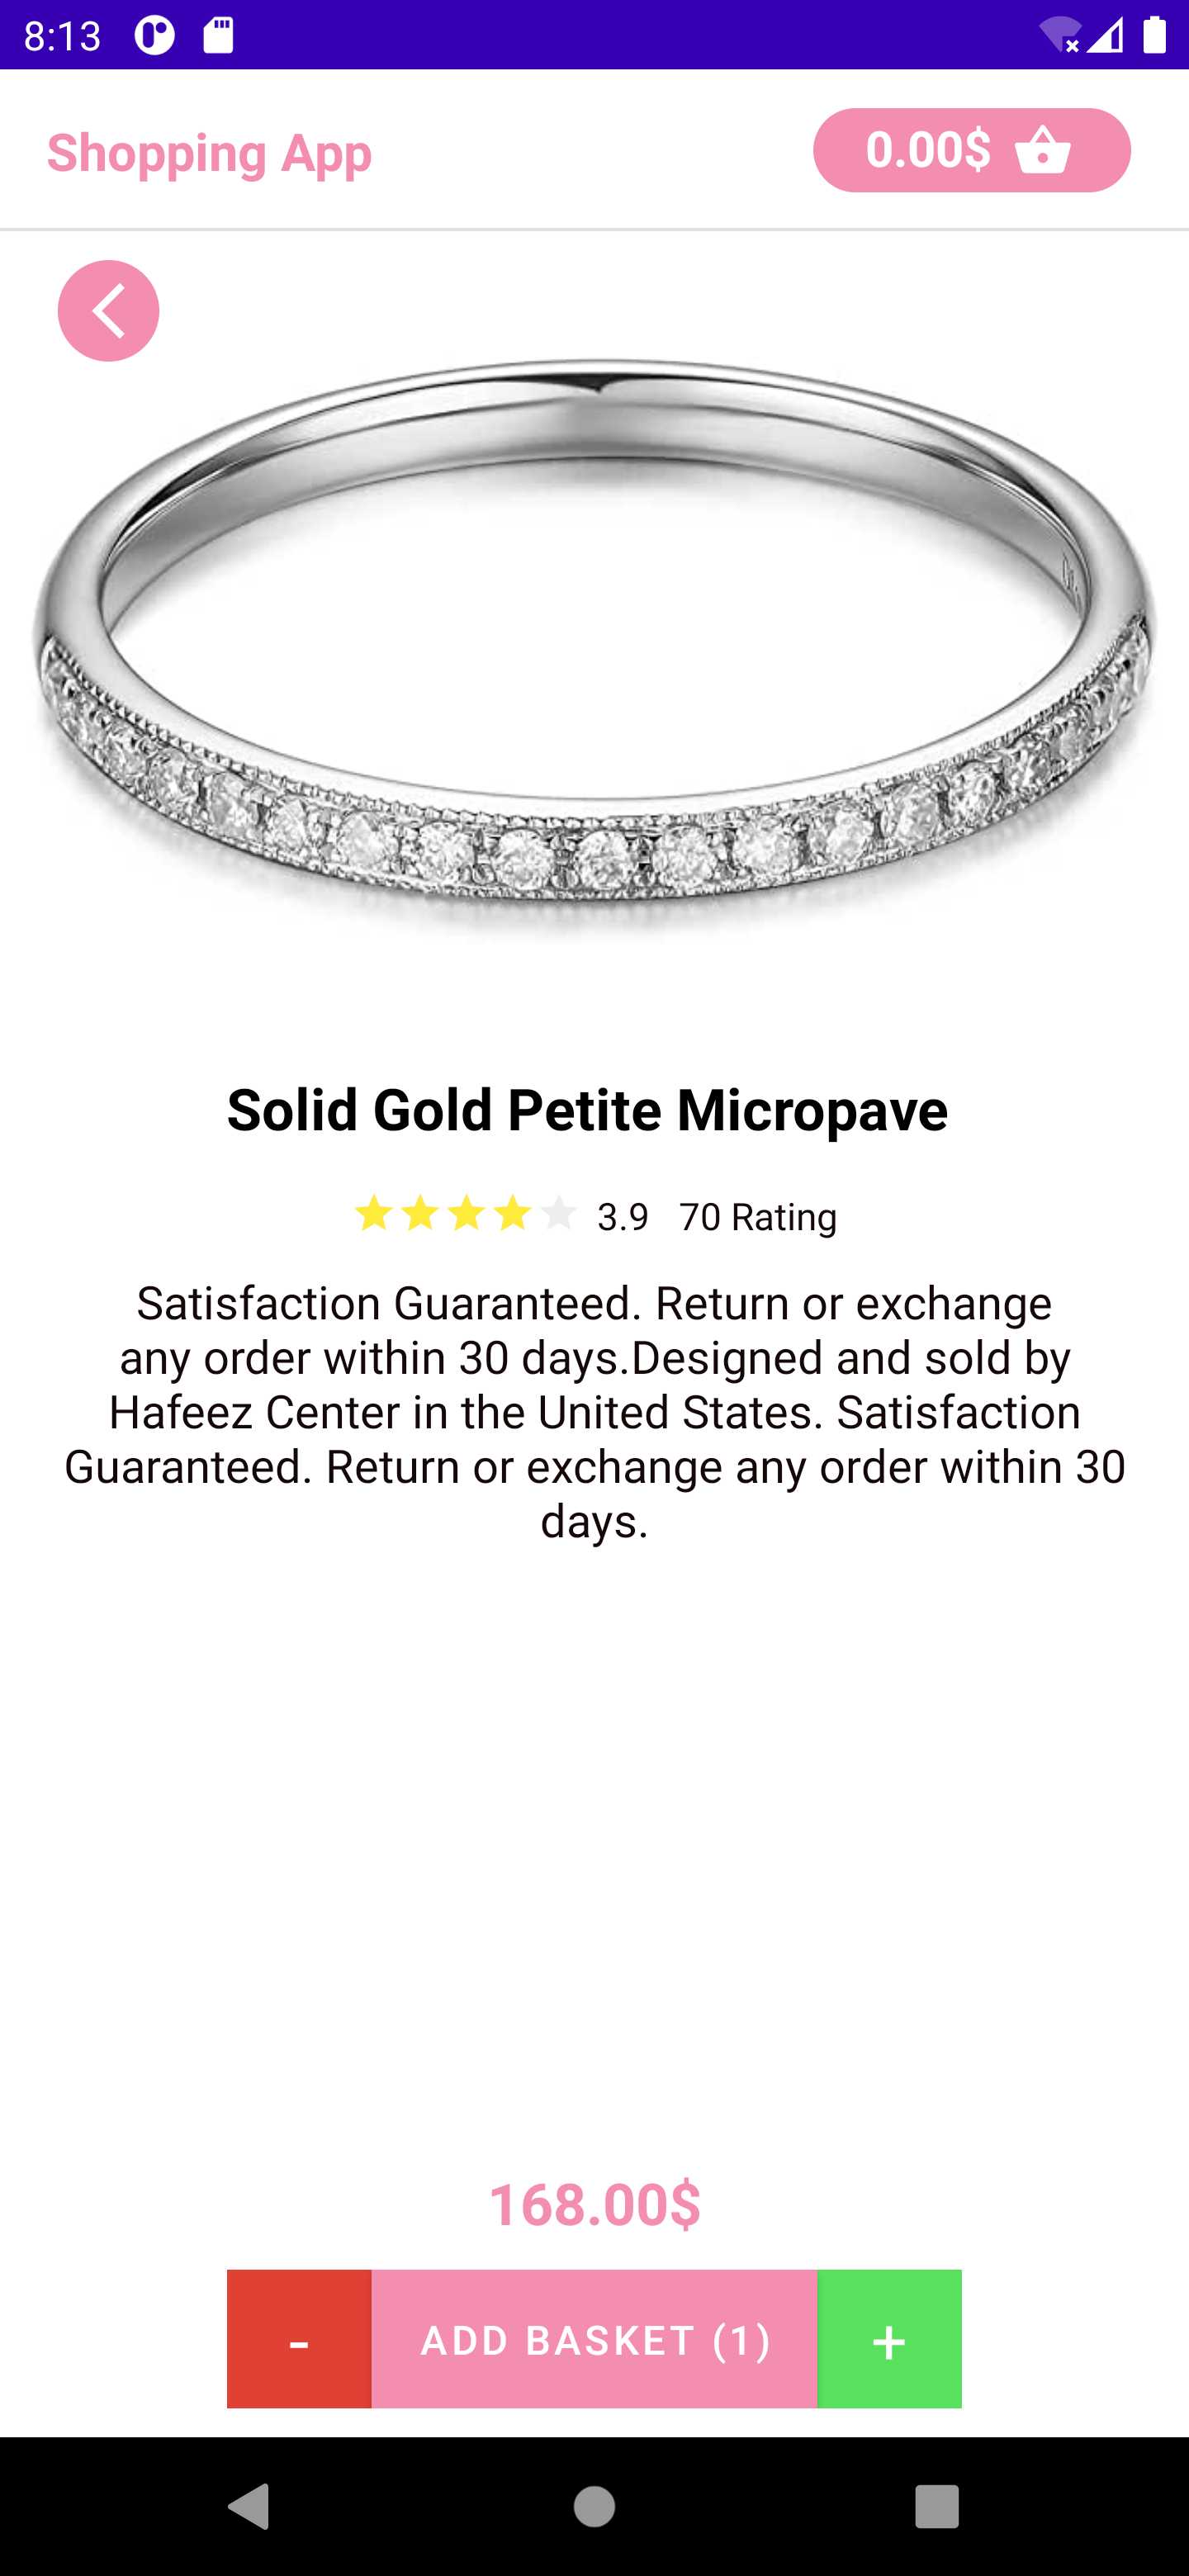 8:13
Shopping App
0.00$
Solid Gold Petite Micropave
3.9 70 Rating
Satisfaction Guaranteed. Return or exchange
any order within 30 days.Designed and sold by
Hafeez Center in the United States. Satisfaction
Guaranteed. Return or exchange any order within 30
days.
168.00$
- ADD BASKET (1) +